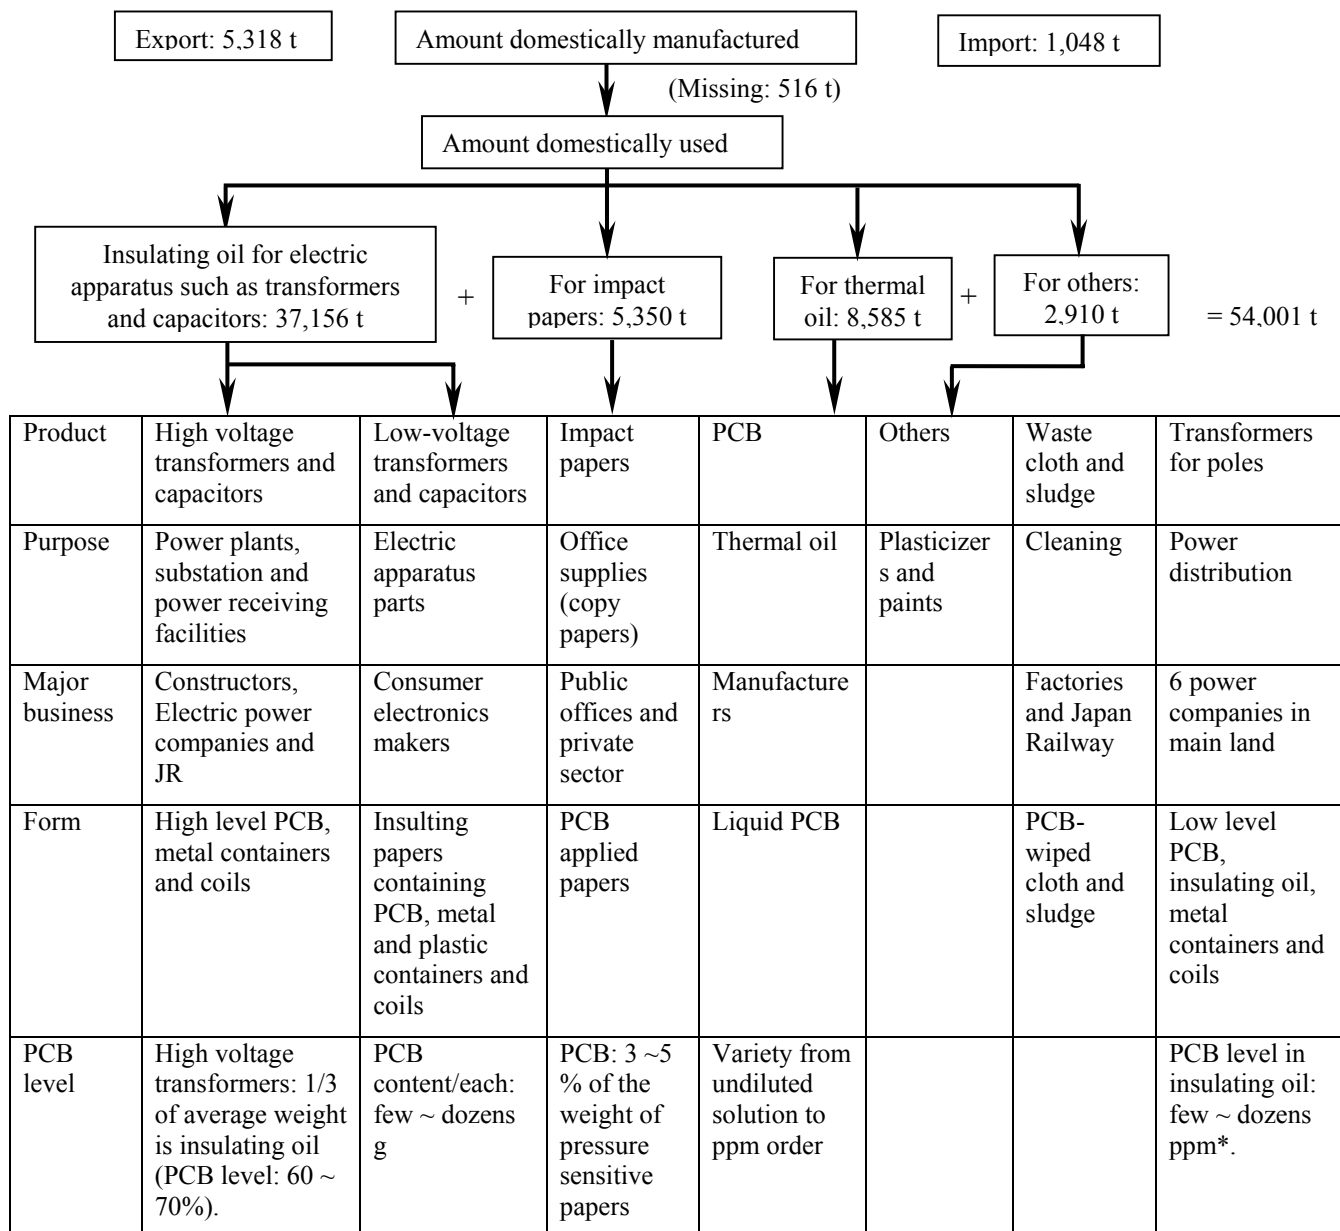 Export: 5,318 t
Amount domestically manufactured
Import: 1,048 t
(Missing: 516 t)
Amount domestically used
Insulating oil for electric
apparatus such as transformers
and capacitors: 37,156 t
+
For impact
papers: 5,350 t
For thermal
oil: 8,585 t
+
For others:
2,910 t
= 54,001 t
Product
High voltage
transformers and
capacitors
Low-voltage
transformers
and capacitors
Impact
papers
PCB
Others
Waste
cloth and
sludge
Transformers
for poles
Purpose
Power plants,
substation and
power receiving
facilities
Electric
apparatus
parts
Office
supplies
(copy
papers)
Thermal oil
Plasticizer
s and
paints
Cleaning
Power
distribution
Major
business
Constructors,
Electric power
companies and
JR
Consumer
electronics
makers
Public
offices and
private
sector
Manufacture
rs
Factories
and Japan
Railway
6 power
companies in
main land
Form
High level PCB,
metal containers
and coils
Insulting
papers
containing
PCB, metal
and plastic
containers and
coils
PCB
applied
papers
Liquid PCB
PCB-
wiped
cloth and
sludge
Low level
PCB,
insulating oil,
metal
containers and
coils
PCB
level
High voltage
transformers: 1/3
of average weight
is insulating oil
(PCB level: 60 ~
70%).
PCB
content/each:
few ~ dozens
g
PCB: 3 ~5
% of the
weight of
pressure
sensitive
papers
Variety from
undiluted
solution to
ppm order
PCB level in
insulating oil:
few ~ dozens
ppm*.